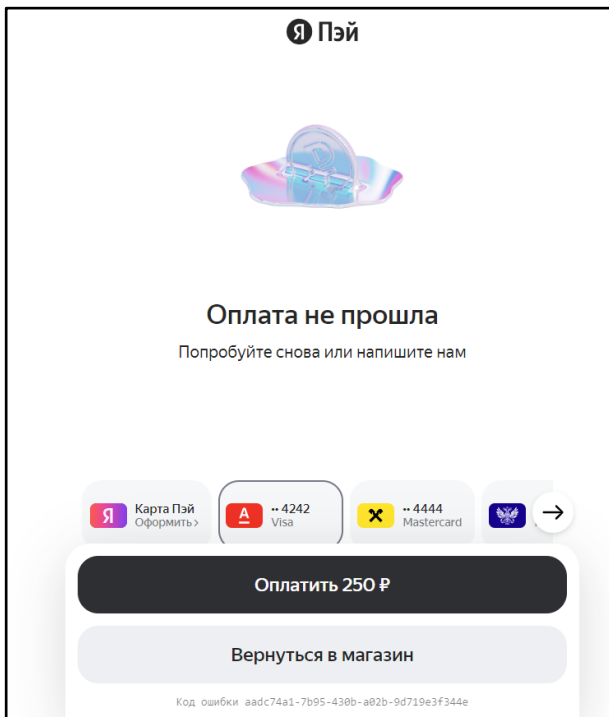 Я Пэй
Оплата не прошла
Попробуйте снова или напишите нам
Я Карта Пэй
Оформить >
А •• 4242
Visa
•• 4444
Mastercard
Оплатить 250 ₽
Вернуться в магазин
Код ошибки aadc74a1-7b95-430b-a02b-9d719e3f344e